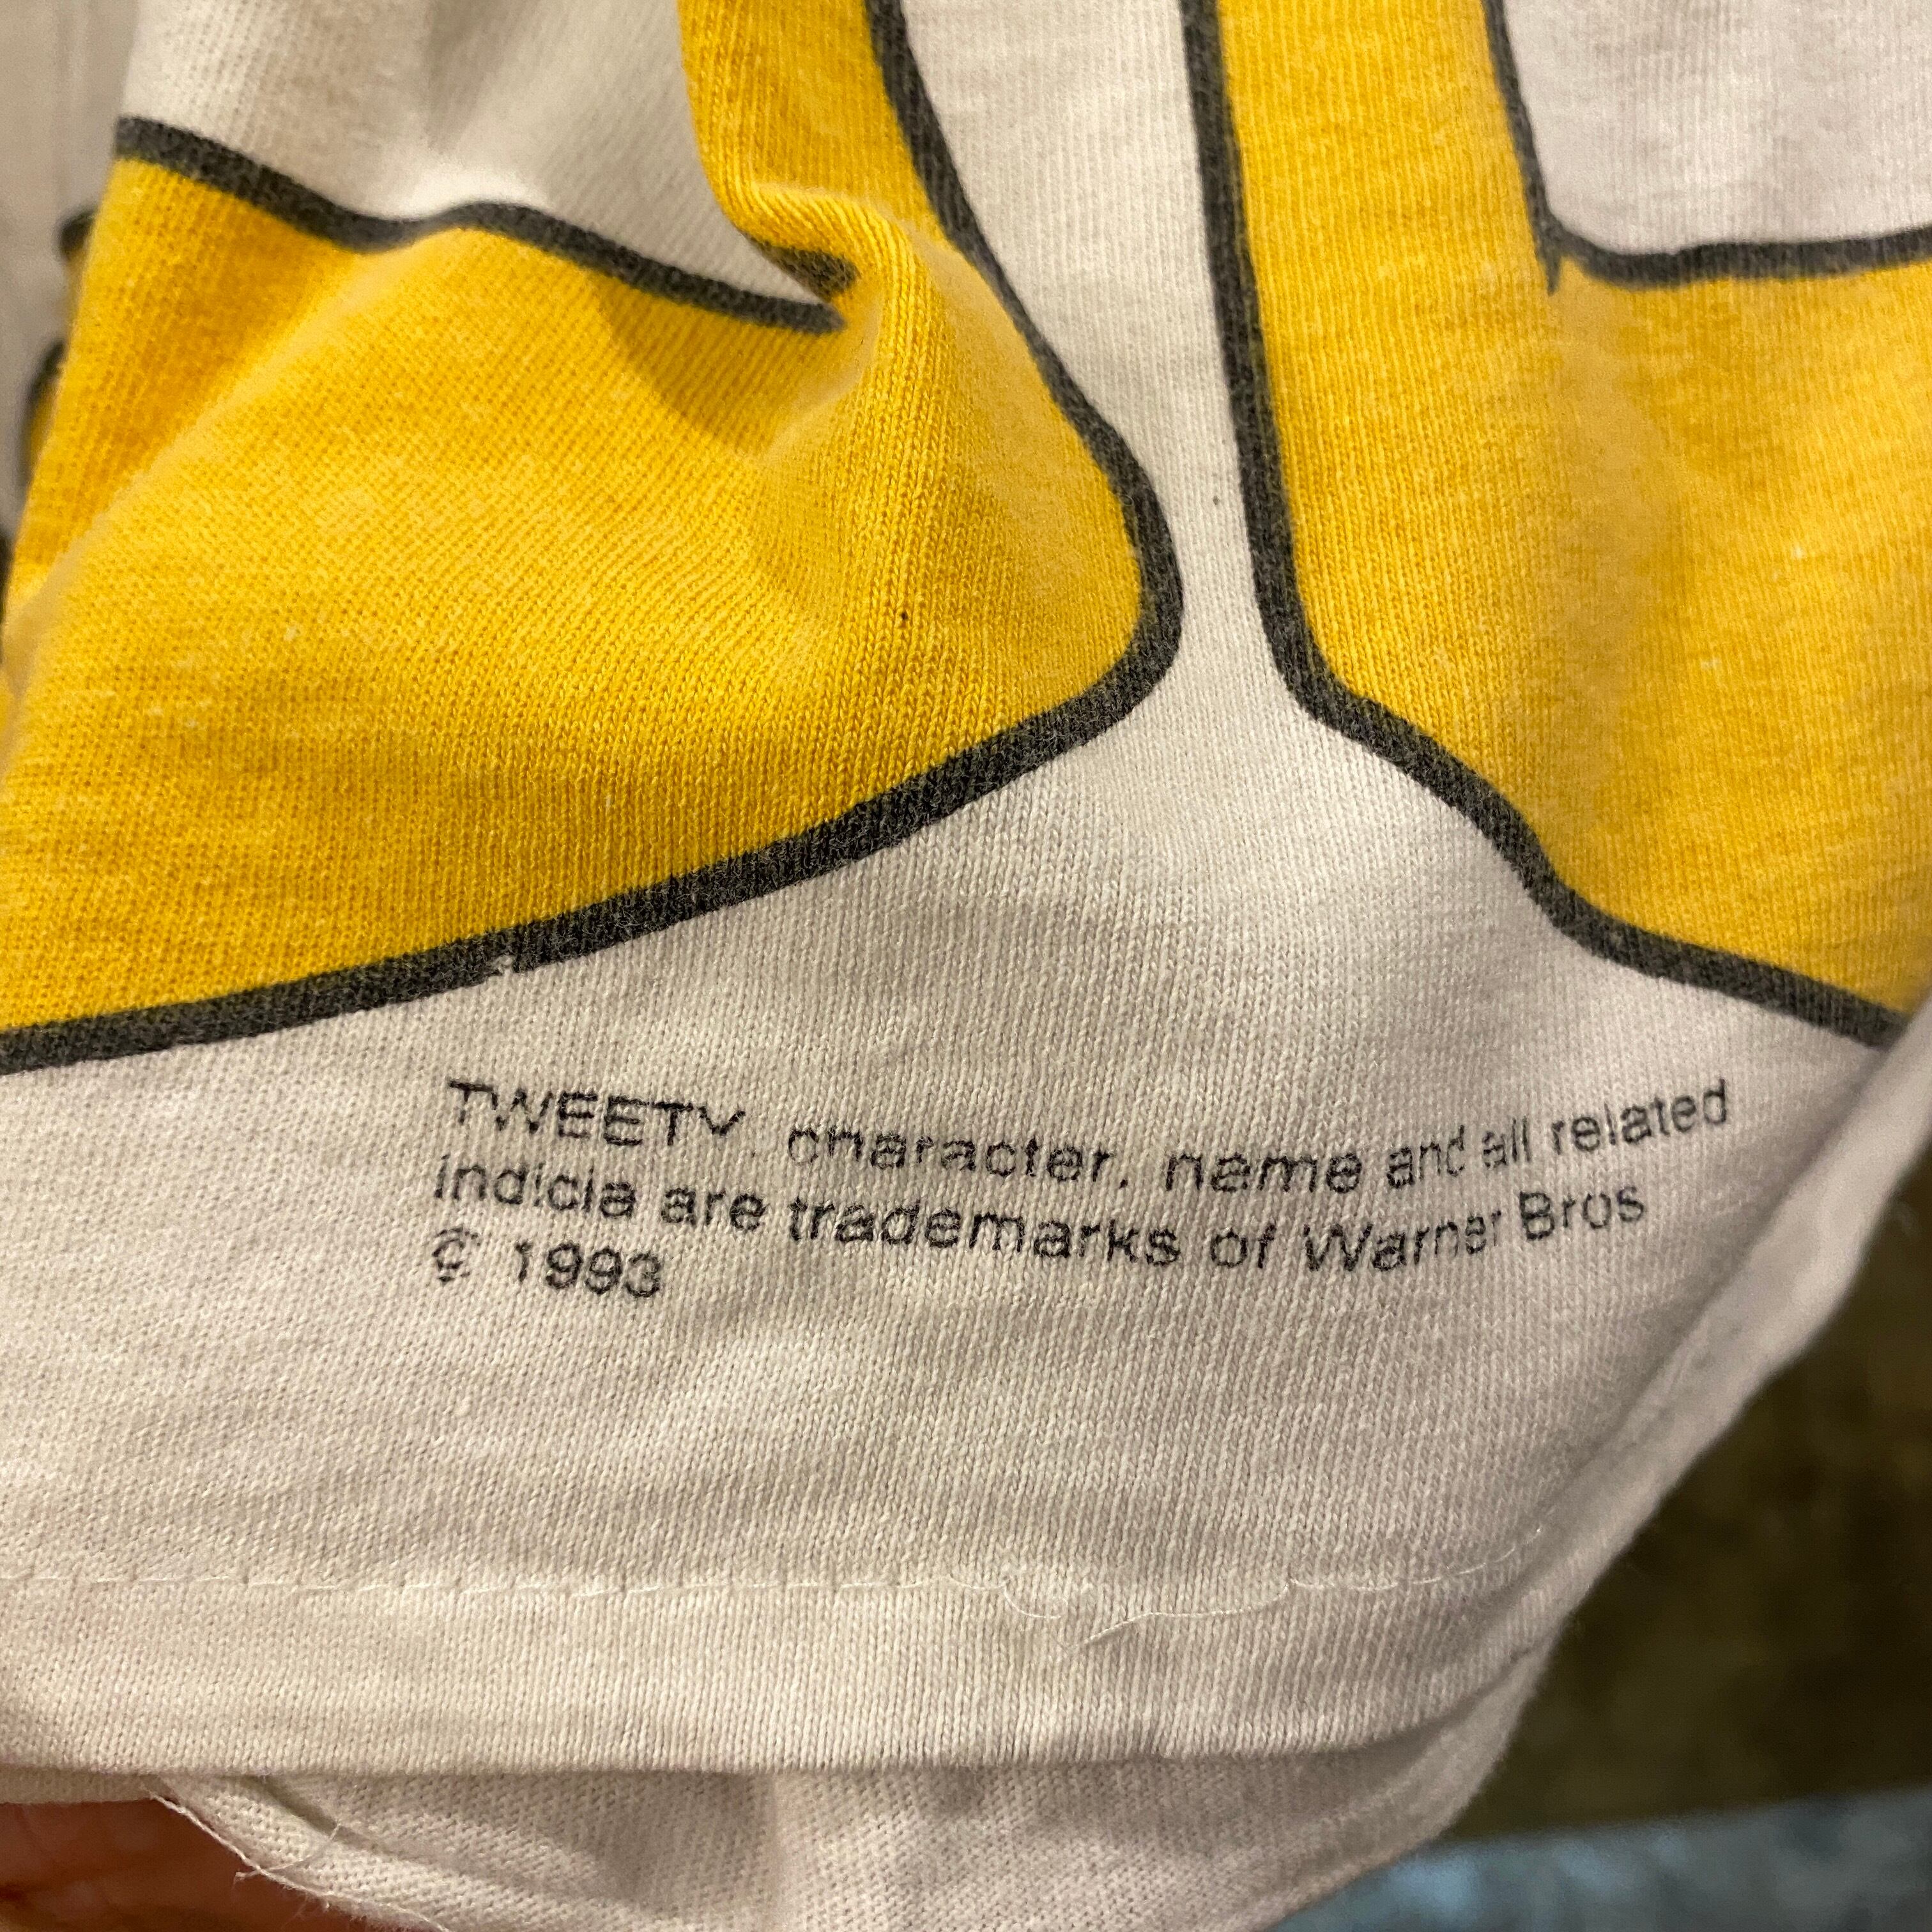 TWEETY, character, name and all related
indicia are trademarks of Warner Bros
© 1993